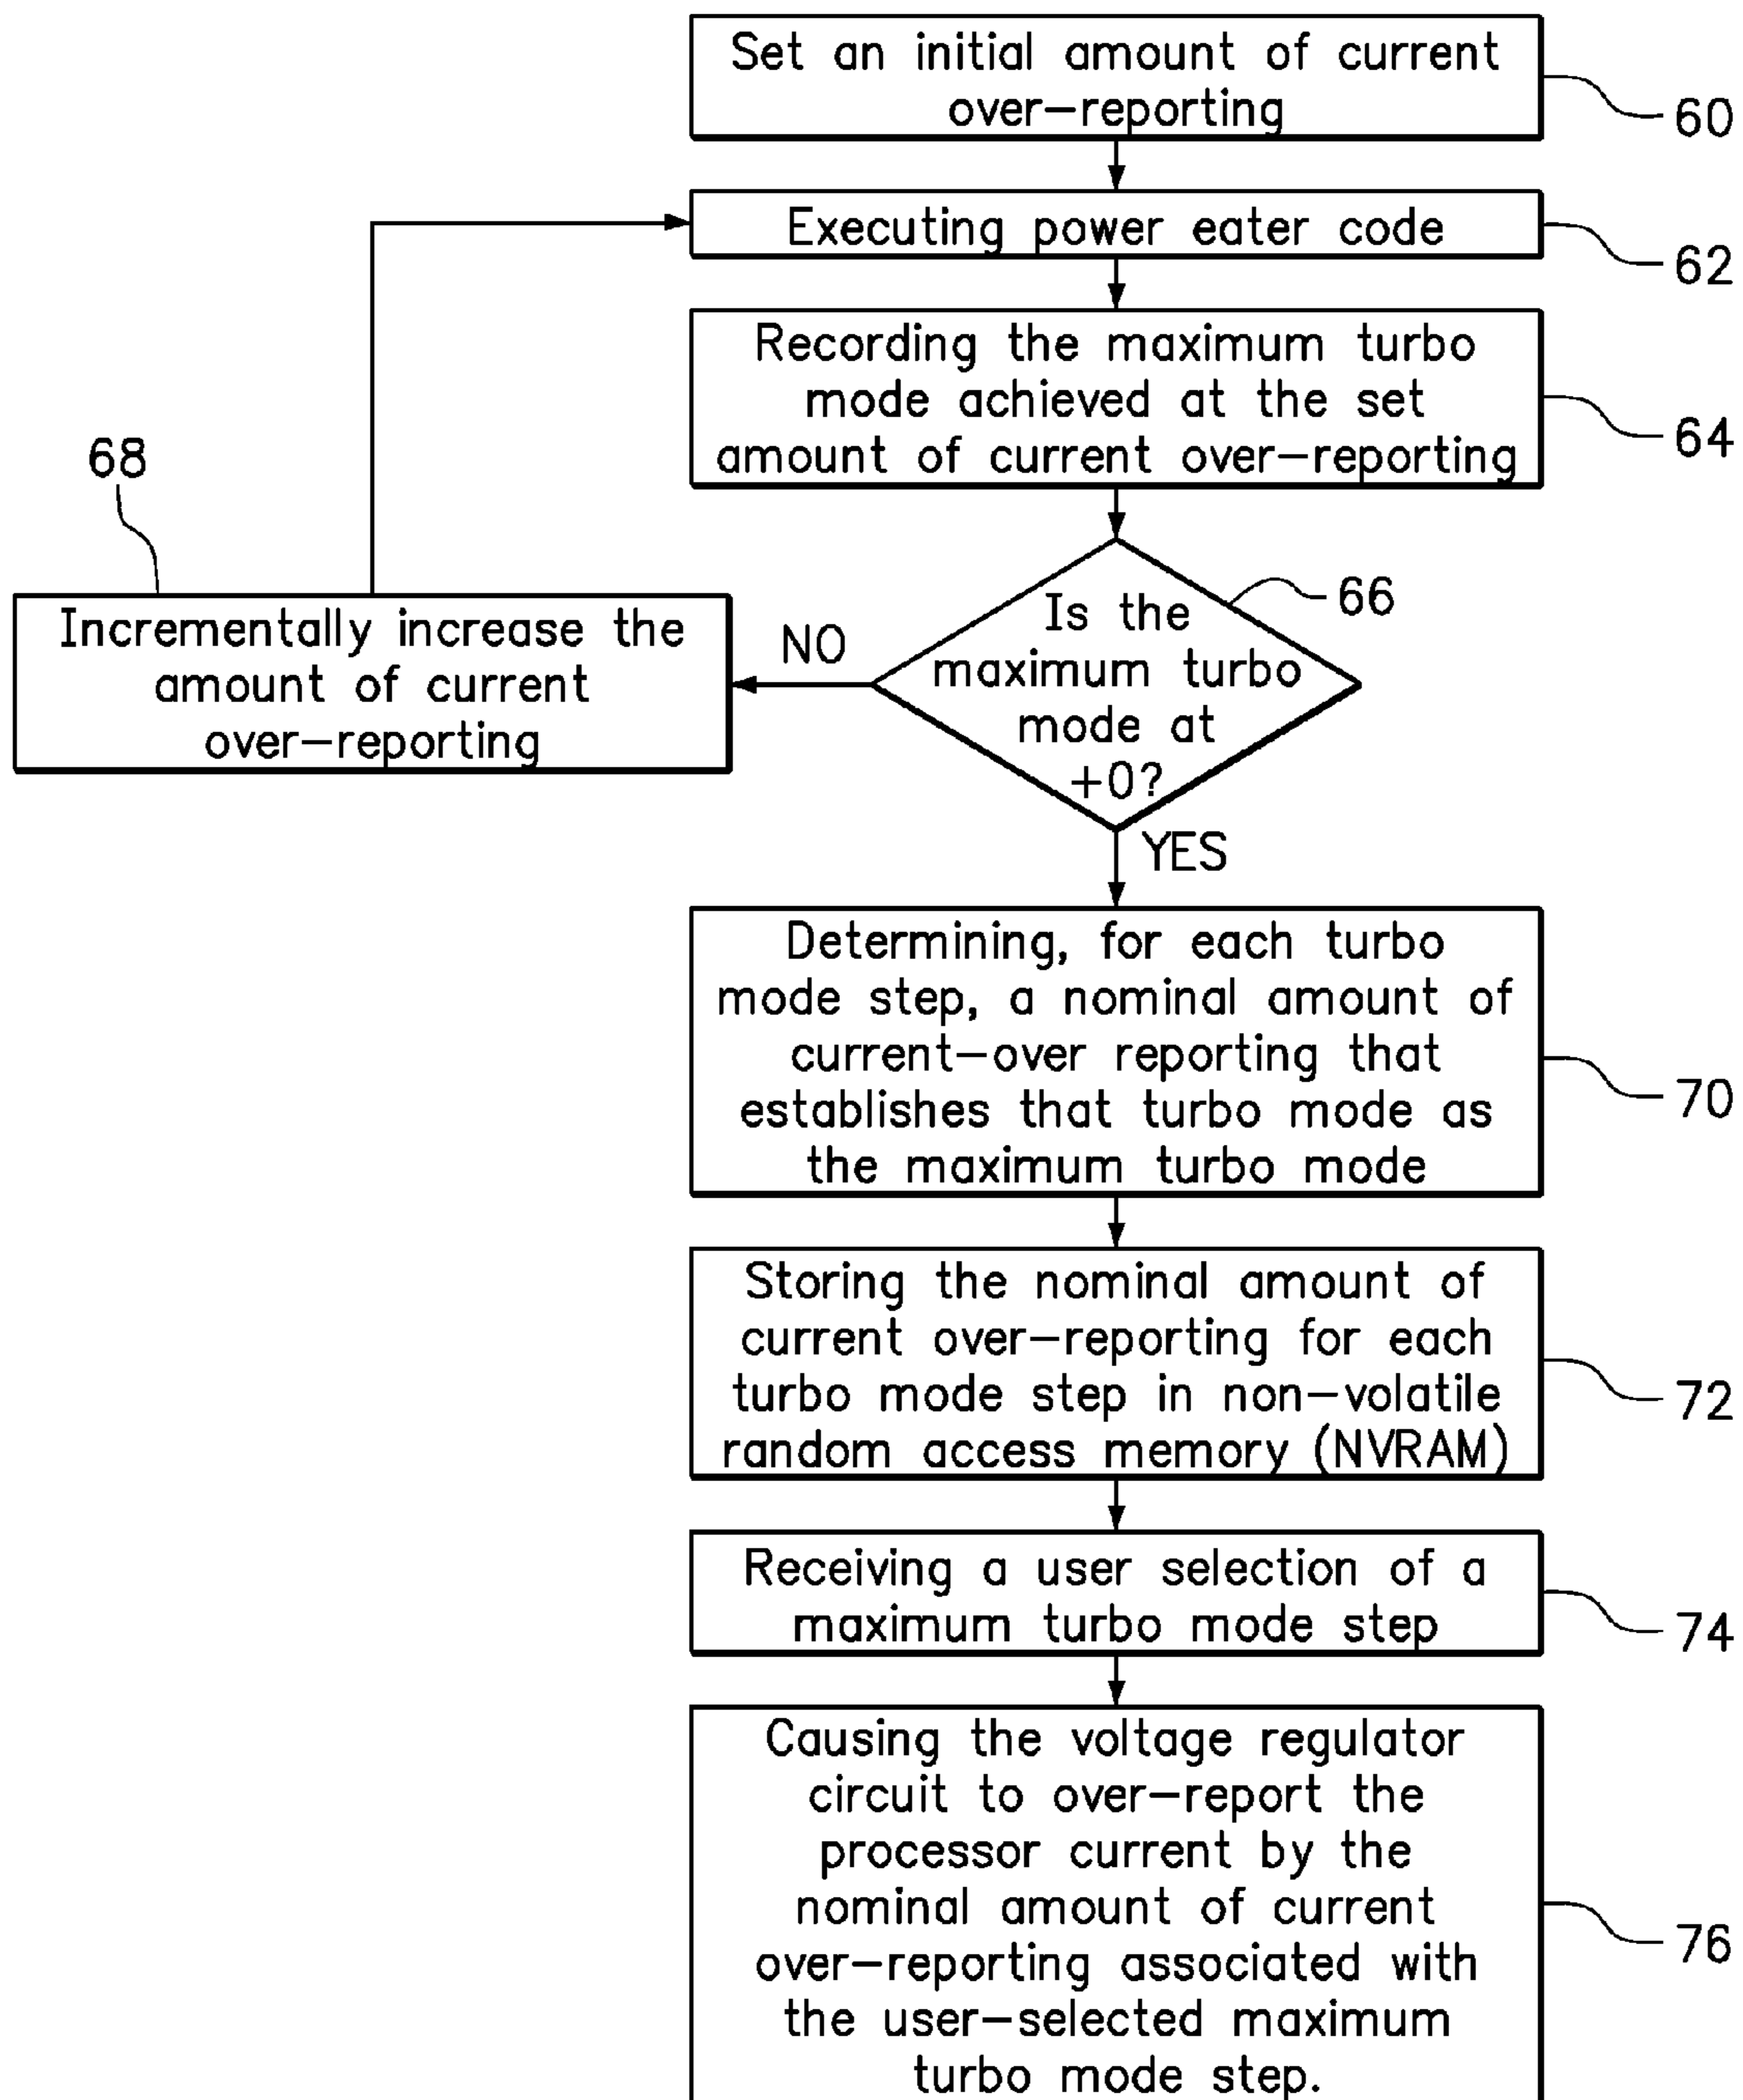 Set an initial amount of current
over-reporting
60
Executing power eater code
62
Recording the maximum turbo
mode achieved at the set
amount of current over-reporting
64
68
Incrementally increase the
amount of current
over-reporting
NO
Is the
maximum turbo
mode at
+0?
66
YES
Determining, for each turbo
mode step, a nominal amount of
current-over reporting that
establishes that turbo mode as
the maximum turbo mode
70
Storing the nominal amount of
current over-reporting for each
turbo mode step in non-volatile
random access memory (NVRAM)
72
Receiving a user selection of a
maximum turbo mode step
74
Causing the voltage regulator
circuit to over-report the
processor current by the
nominal amount of current
over-reporting associated with
the user-selected maximum
turbo mode step.
76